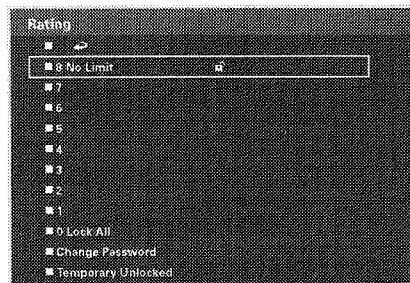 Rating
8 No Limit
7
6
5
4
3
2
1
0 Lock All
Change Password
Temporary Unlocked